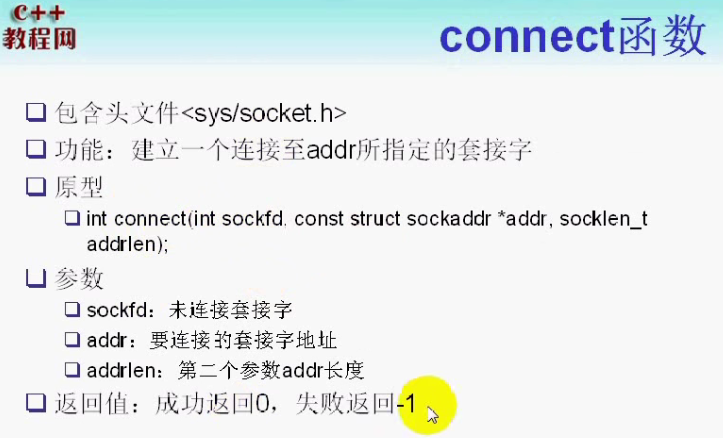 C++
教程网
connect函数
包含头文件<sys/socket.h>
功能：建立一个连接至addr所指定的套接字
原型
int connect(int sockfd, const struct sockaddr *addr, socklen_t
addrlen);
参数
sockfd：未连接套接字
addr：要连接的套接字地址
addrlen：第二个参数addr长度
返回值：成功返回0，失败返回-1